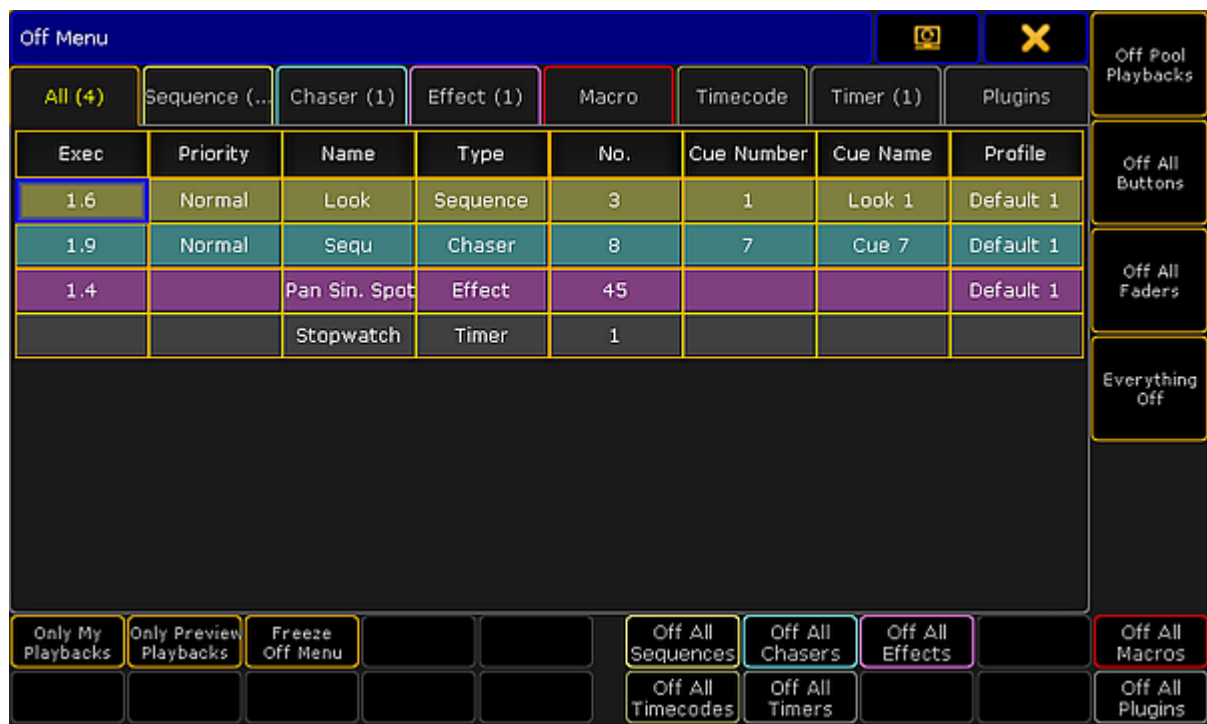 Off Menu
All (4) Sequence (... Chaser (1) Effect (1) Macro Timecode Timer (1) Plugins
Exec Priority Name Type No. Cue Number Cue Name Profile
1.6 Normal Look Sequence 3 1 Look 1 Default 1
1.9 Normal Sequ Chaser 8 7 Cue 7 Default 1
1.4 Pan Sin. Spot Effect 45 Default 1
Stopwatch Timer 1
Off Pool
Playbacks
Off All
Buttons
Off All
Faders
Everything
Off
Only My
Playbacks
Only Preview
Playbacks
Freeze
Off Menu
Off All
Sequences
Off All
Chasers
Off All
Effects
Off All
Macros
Off All
Timecodes
Off All
Timers
Off All
Plugins